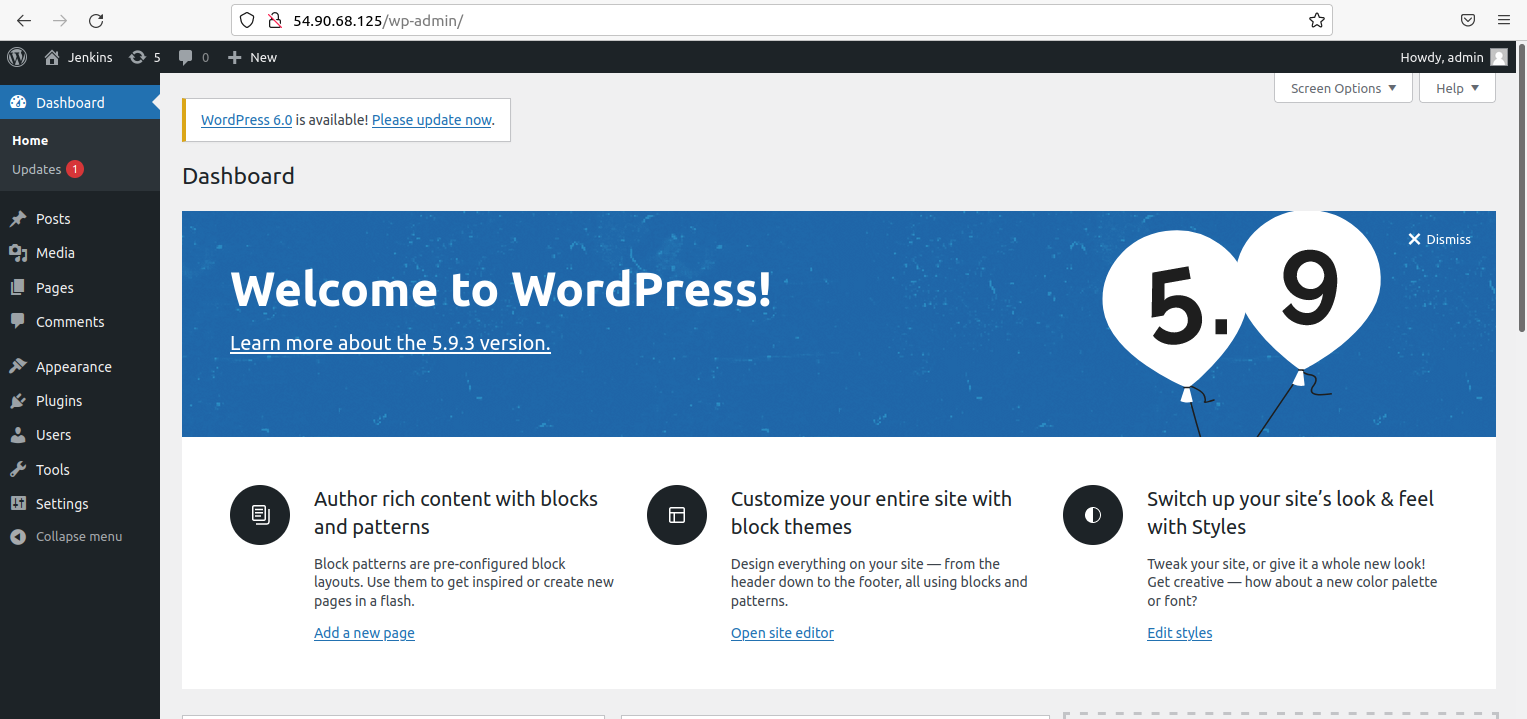 54.90.68.125/wp-admin/
Jenkins 5 0 New Howdy, admin
Screen Options Help
Dashboard
Home
Updates 1
Posts
Media
Pages
Comments
Appearance
Plugins
Users
Tools
Settings
Collapse menu
WordPress 6.0 is available! Please update now.
Dashboard
Welcome to WordPress!
Learn more about the 5.9.3 version.
5.9
Dismiss
Author rich content with blocks
and patterns
Block patterns are pre-configured block
layouts. Use them to get inspired or create new
pages in a flash.
Add a new page
Customize your entire site with
block themes
Design everything on your site — from the
header down to the footer, all using blocks and
patterns.
Open site editor
Switch up your site’s look & feel
with Styles
Tweak your site, or give it a whole new look!
Get creative — how about a new color palette
or font?
Edit styles